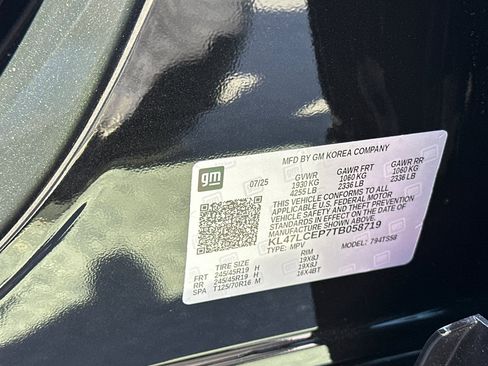 MFD BY GM KOREA COMPANY
gm
07/25 GVWR GAWR FRT GAWR RR
1930 KG 1060 KG 1060 KG
4255 LB 2336 LB 2336 LB
THIS VEHICLE CONFORMS TO ALL
APPLICABLE U.S. FEDERAL MOTOR
VEHICLE SAFETY AND BUMPER
STANDARDS IN EFFECT ON THE DATE OF
MANUFACTURE SHOWN ABOVE.
KL47LCEP7TB058719
TYPE: MPV MODEL: 794TS58
TIRE SIZE RIM
FRT 245/45R19 H 19X8J
RR 245/45R19 H 19X8J
SPA T125/70R16 M 16X4BT